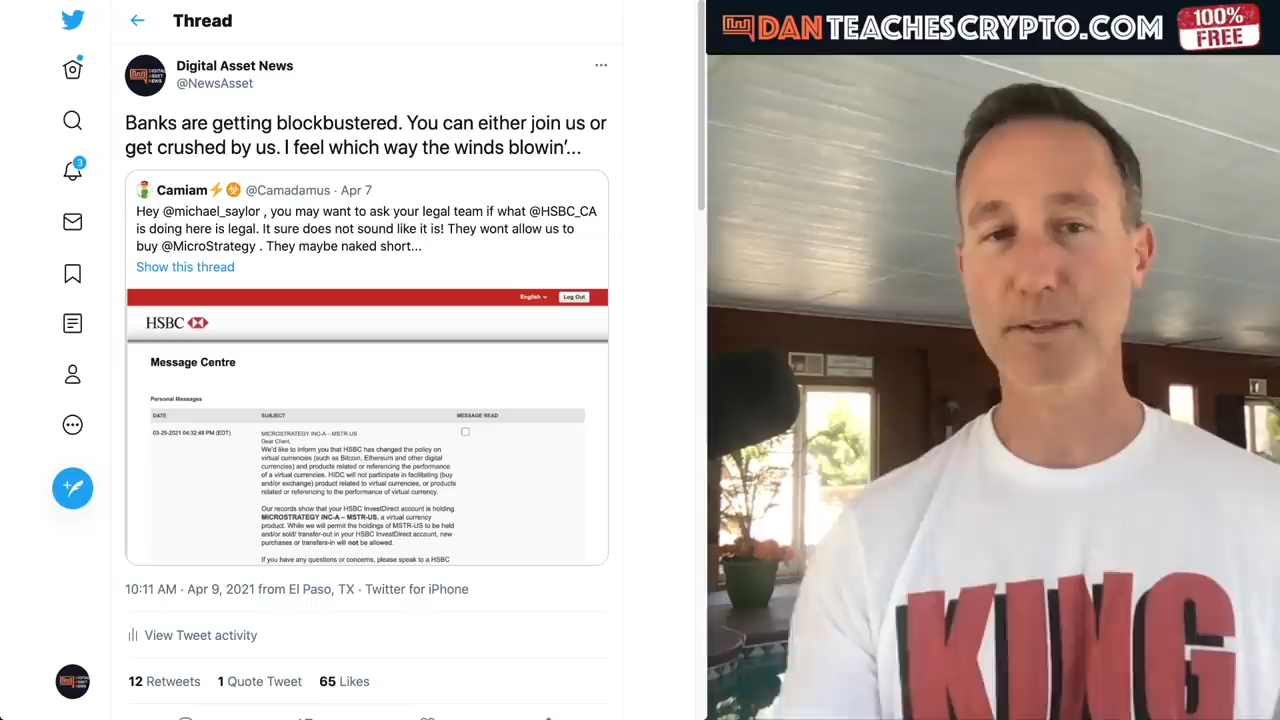 Thread
Digital Asset News
@NewsAsset
Banks are getting blockbustered. You can either join us or
get crushed by us. I feel which way the winds blowin'...
Camiam⚡☣ @Camadamus · Apr 7
Hey @michael_saylor , you may want to ask your legal team if what @HSBC_CA
is doing here is legal. It sure does not sound like it is! They wont allow us to
buy @MicroStrategy . They maybe naked short...
Show this thread
English
Log Out
HSBC
Message Centre
Personal Messages
DATE SUBJECT MESSAGE READ
03-29-2021 04:32:48 PM (EDT) MICROSTRATEGY INC-A – MSTR-US
Dear Client,
We'd like to inform you that HSBC has changed the policy on
virtual currencies (such as Bitcoin, Ethereum and other digital
currencies) and products related or referencing the performance
of a virtual currencies. HIDC will not participate in facilitating (buy
and/or exchange) product related to virtual currencies, or products
related or referencing to the performance of virtual currency.
Our records show that your HSBC InvestDirect account is holding
MICROSTRATEGY INC-A – MSTR-US, a virtual currency
product. While we will permit the holdings of MSTR-US to be held
and/or sold/ transfer-out in your HSBC InvestDirect account, new
purchases or transfers-in will not be allowed.
If you have any questions or concerns, please speak to a HSBC
10:11 AM · Apr 9, 2021 from El Paso, TX · Twitter for iPhone
View Tweet activity
12 Retweets 1 Quote Tweet 65 Likes
3
DANTEACHESCRYPTO.COM
100%
FREE
KING